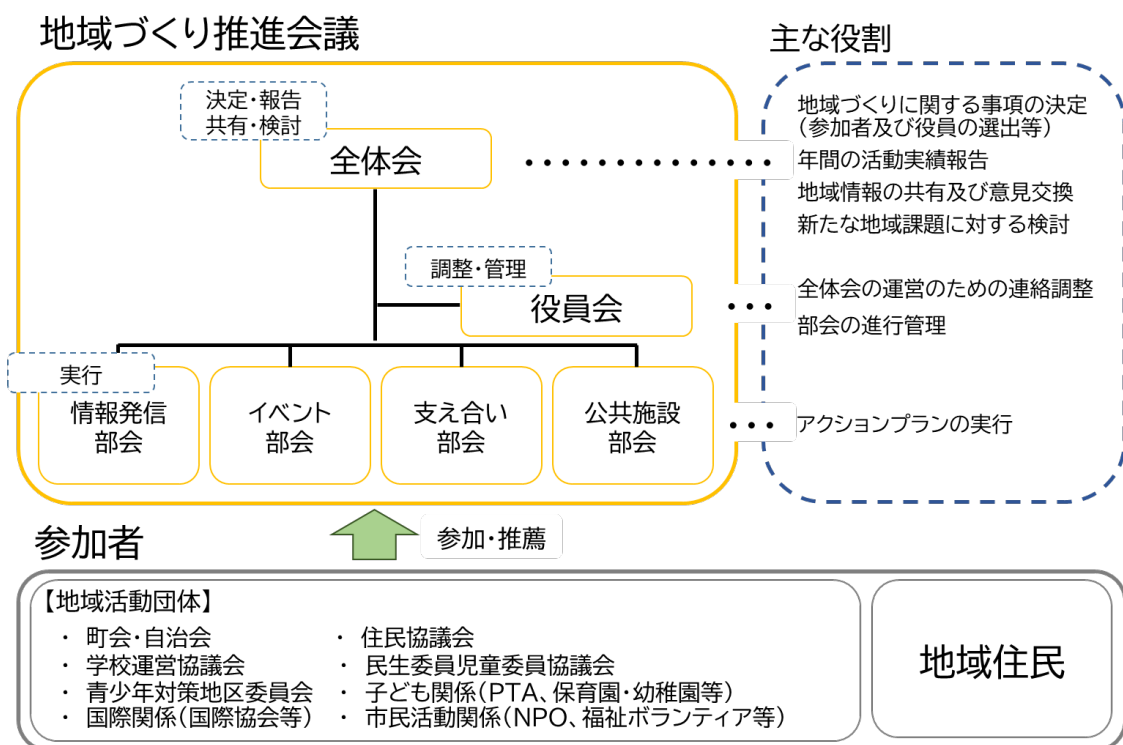 地域づくり推進会議
主な役割
決定・報告
共有・検討
全体会
地域づくりに関する事項の決定
(参加者及び役員の選出等)
年間の活動実績報告
地域情報の共有及び意見交換
新たな地域課題に対する検討
調整・管理
役員会
全体会の運営のための連絡調整
部会の進行管理
実行
情報発信
部会
イベント
部会
支え合い
部会
公共施設
部会
アクションプランの実行
参加者
参加・推薦
【地域活動団体】
・ 町会・自治会
・ 学校運営協議会
・ 青少年対策地区委員会
・ 国際関係(国際協会等)
・ 住民協議会
・ 民生委員児童委員協議会
・ 子ども関係(PTA、保育園・幼稚園等)
・ 市民活動関係(NPO、福祉ボランティア等)
地域住民